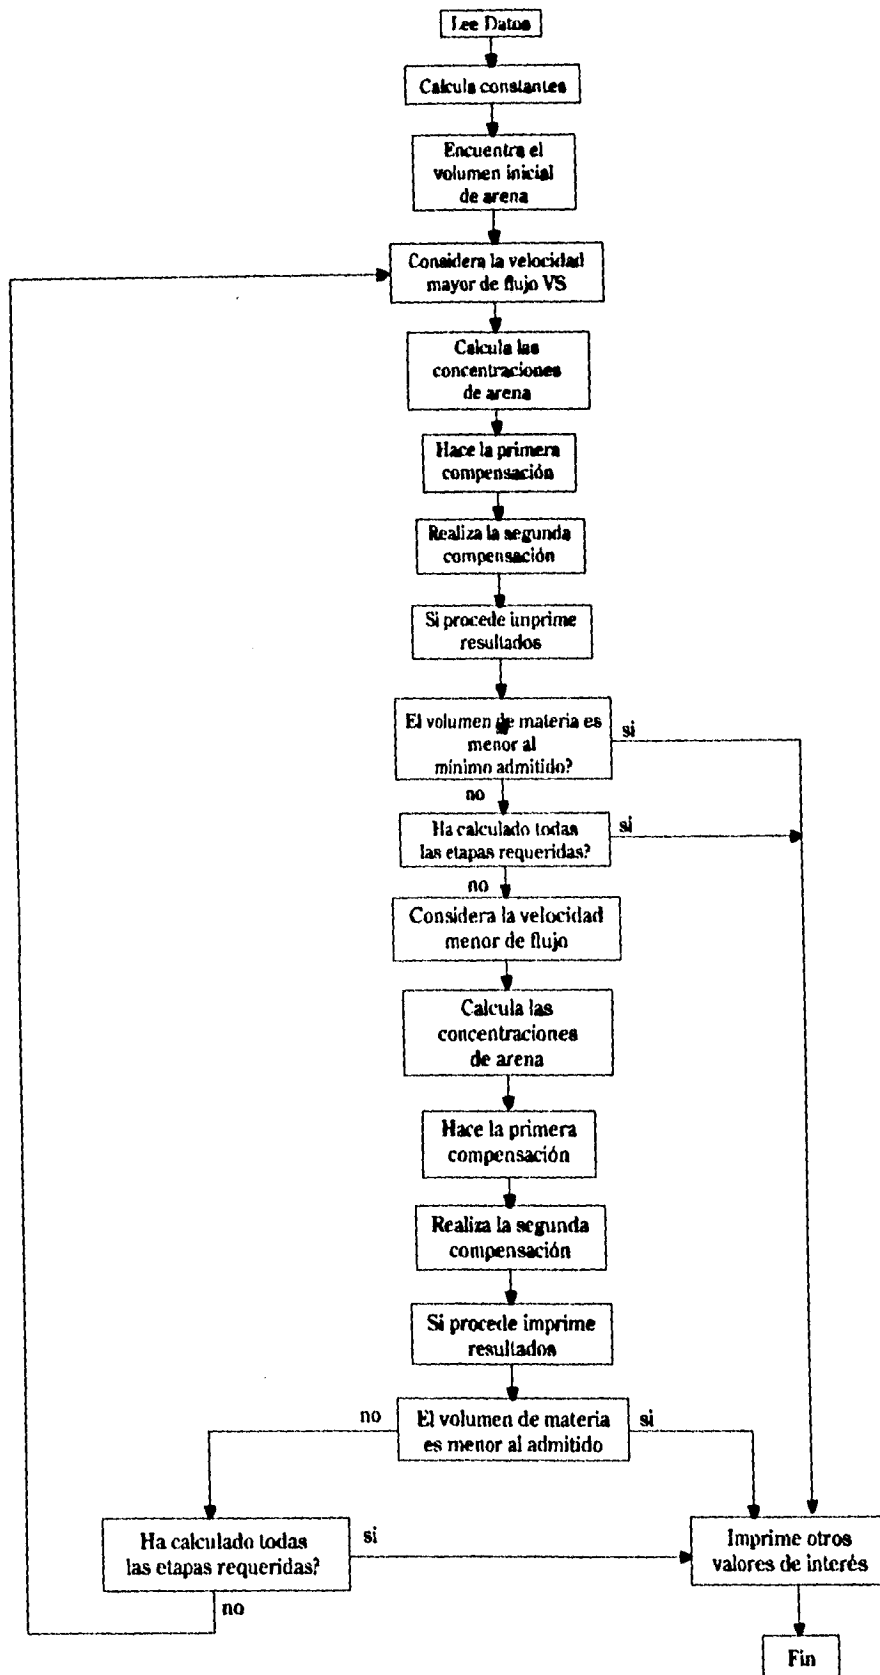 Lee Datos
Calcula constantes
Encuentra el
volumen inicial
de arena
Considera la velocidad
mayor de flujo VS
Calcula las
concentraciones
de arena
Hace la primera
compensación
Realiza la segunda
compensación
Si procede imprime
resultados
El volumen de materia es
menor al
mínimo admitido?
si
no
Ha calculado todas
las etapas requeridas?
si
no
Considera la velocidad
menor de flujo
Calcula las
concentraciones
de arena
Hace la primera
compensación
Realiza la segunda
compensación
Si procede imprime
resultados
no
El volumen de materia
es menor al admitido
si
Ha calculado todas
las etapas requeridas?
si
no
Imprime otros
valores de interés
Fin